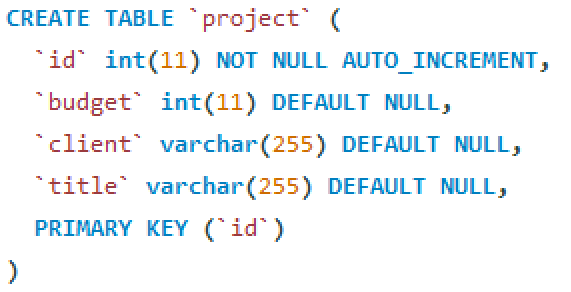 CREATE TABLE `project` (
  `id` int(11) NOT NULL AUTO_INCREMENT,
  `budget` int(11) DEFAULT NULL,
  `client` varchar(255) DEFAULT NULL,
  `title` varchar(255) DEFAULT NULL,
  PRIMARY KEY (`id`)
)